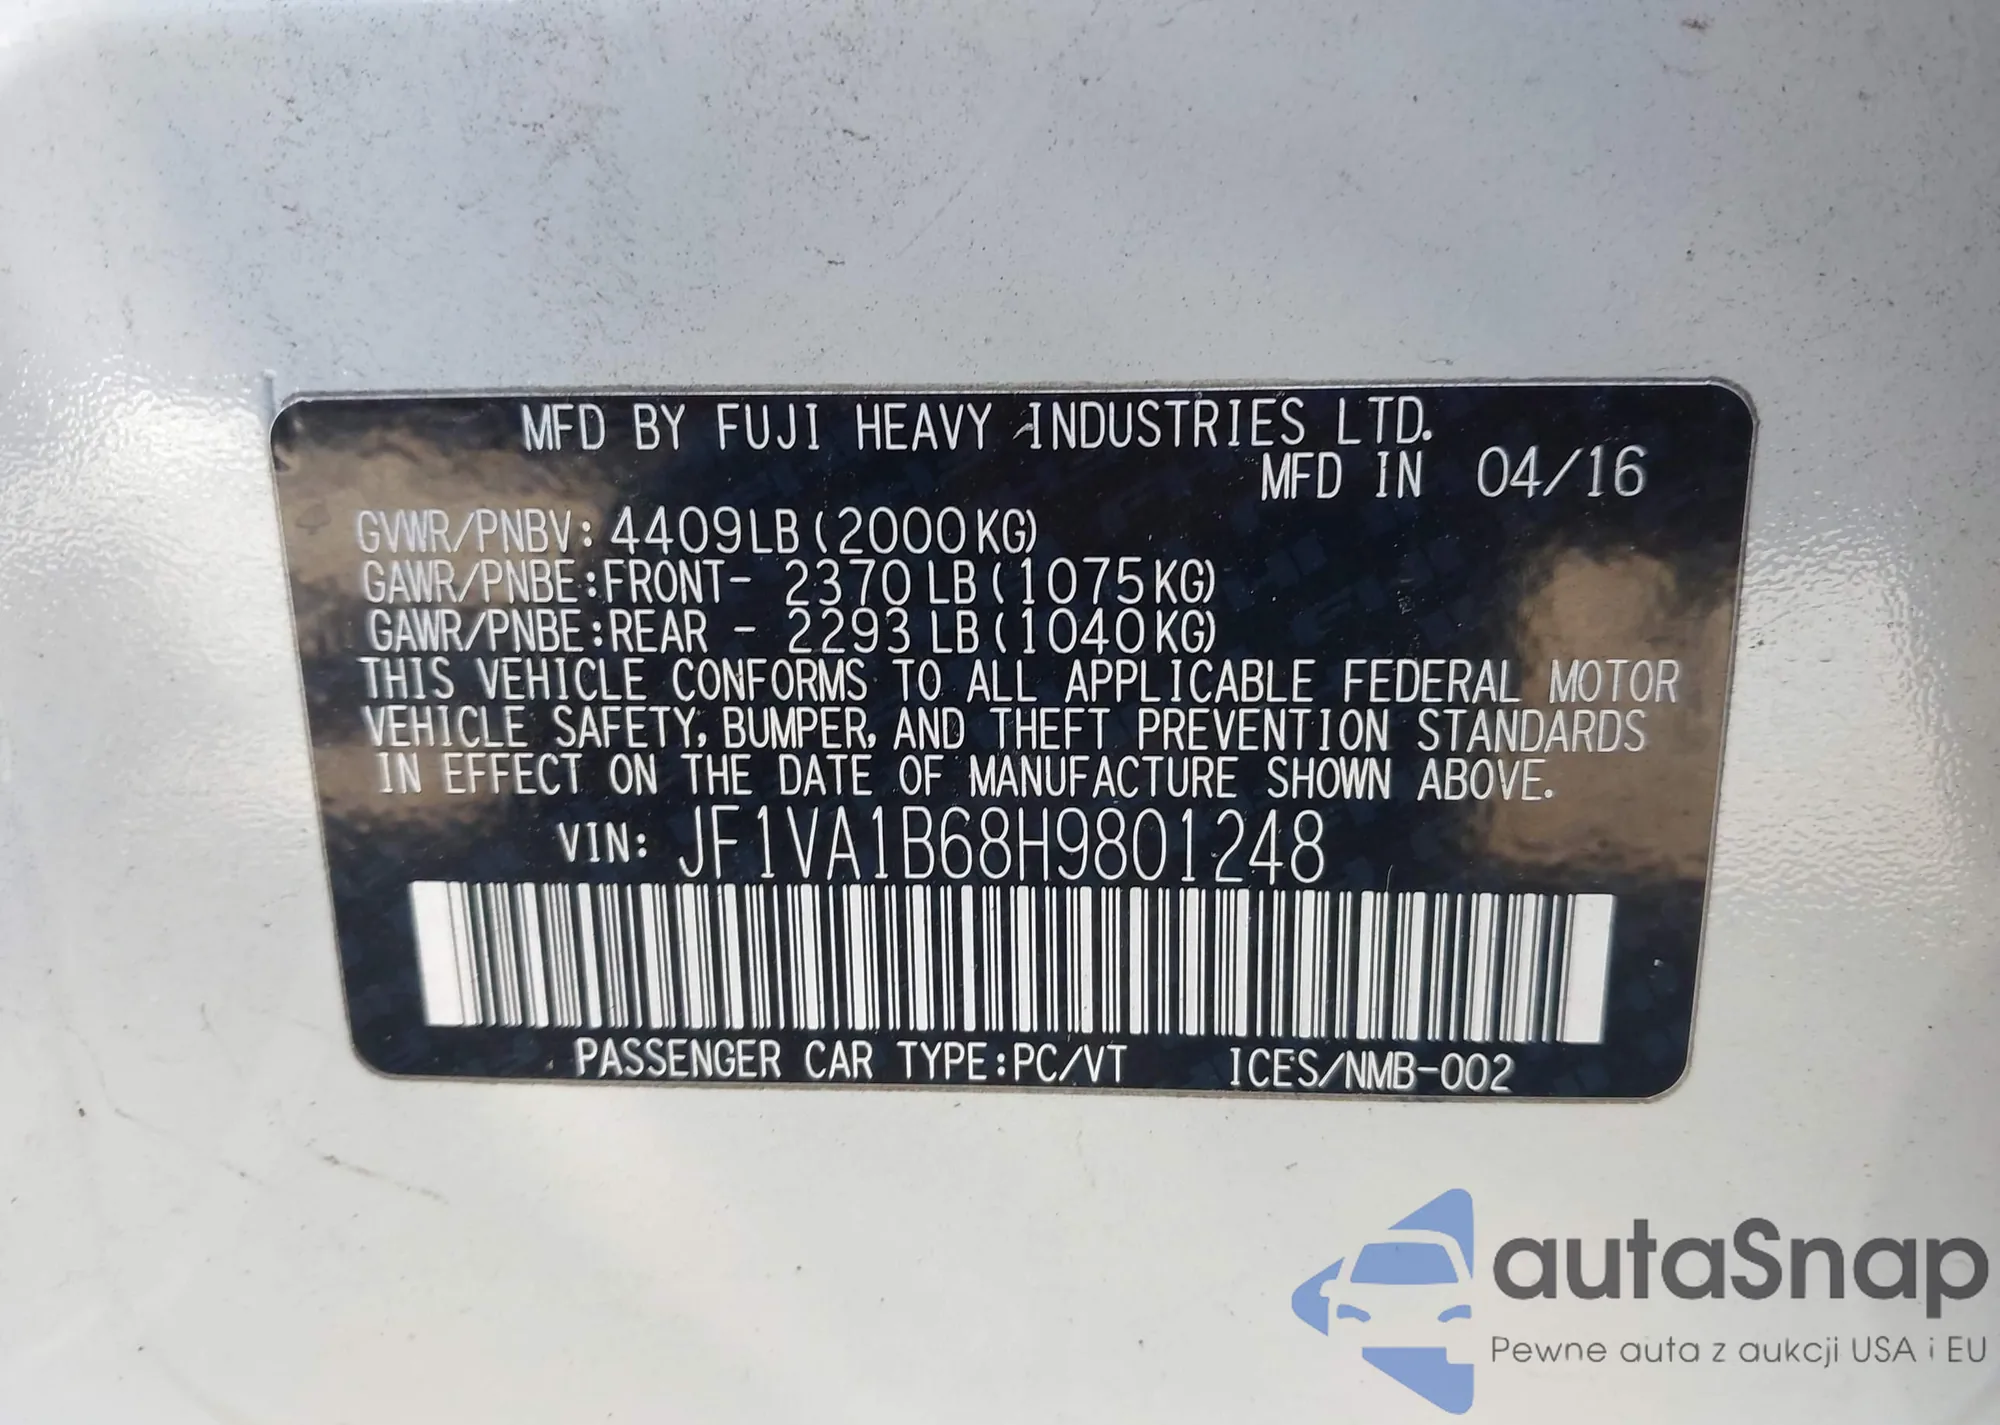 MFD BY FUJI HEAVY INDUSTRIES LTD.
MFD IN 04/16
GVWR/PNBV: 4409LB(2000KG)
GAWR/PNBE:FRONT- 2370LB(1075KG)
GAWR/PNBE:REAR - 2293LB(1040KG)
THIS VEHICLE CONFORMS TO ALL APPLICABLE FEDERAL MOTOR
VEHICLE SAFETY, BUMPER, AND THEFT PREVENTION STANDARDS
IN EFFECT ON THE DATE OF MANUFACTURE SHOWN ABOVE.
VIN: JF1VA1B68H9801248
PASSENGER CAR TYPE:PC/VT ICES/NMB-002
autaSnap
Pewne auta z aukcji USA i EU